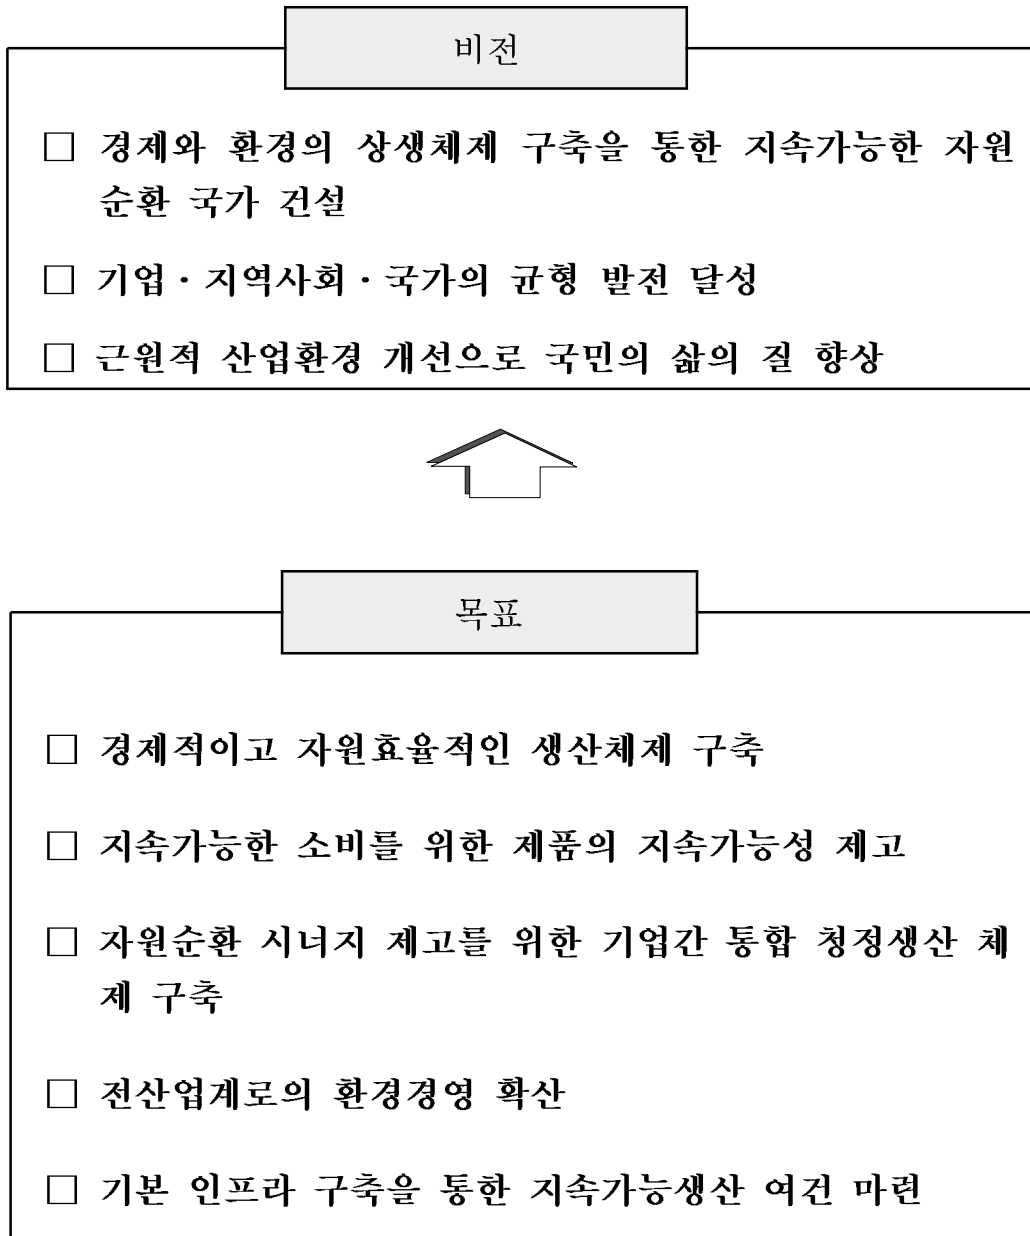 비전
□ 경제와 환경의 상생체제 구축을 통한 지속가능한 자원
순환 국가 건설
□ 기업·지역사회·국가의 균형 발전 달성
□ 근원적 산업환경 개선으로 국민의 삶의 질 향상
목표
□ 경제적이고 자원효율적인 생산체제 구축
□ 지속가능한 소비를 위한 제품의 지속가능성 제고
□ 자원순환 시너지 제고를 위한 기업간 통합 청정생산 체
제 구축
□ 전산업계로의 환경경영 확산
□ 기본 인프라 구축을 통한 지속가능생산 여건 마련